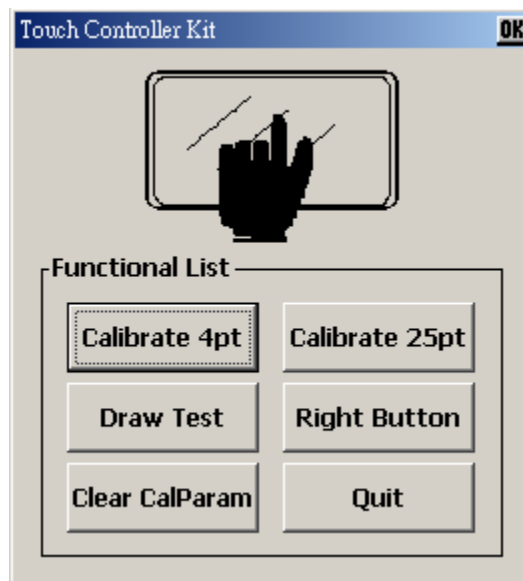 Touch Controller Kit OK
Functional List
Calibrate 4pt Calibrate 25pt
Draw Test Right Button
Clear CalParam Quit